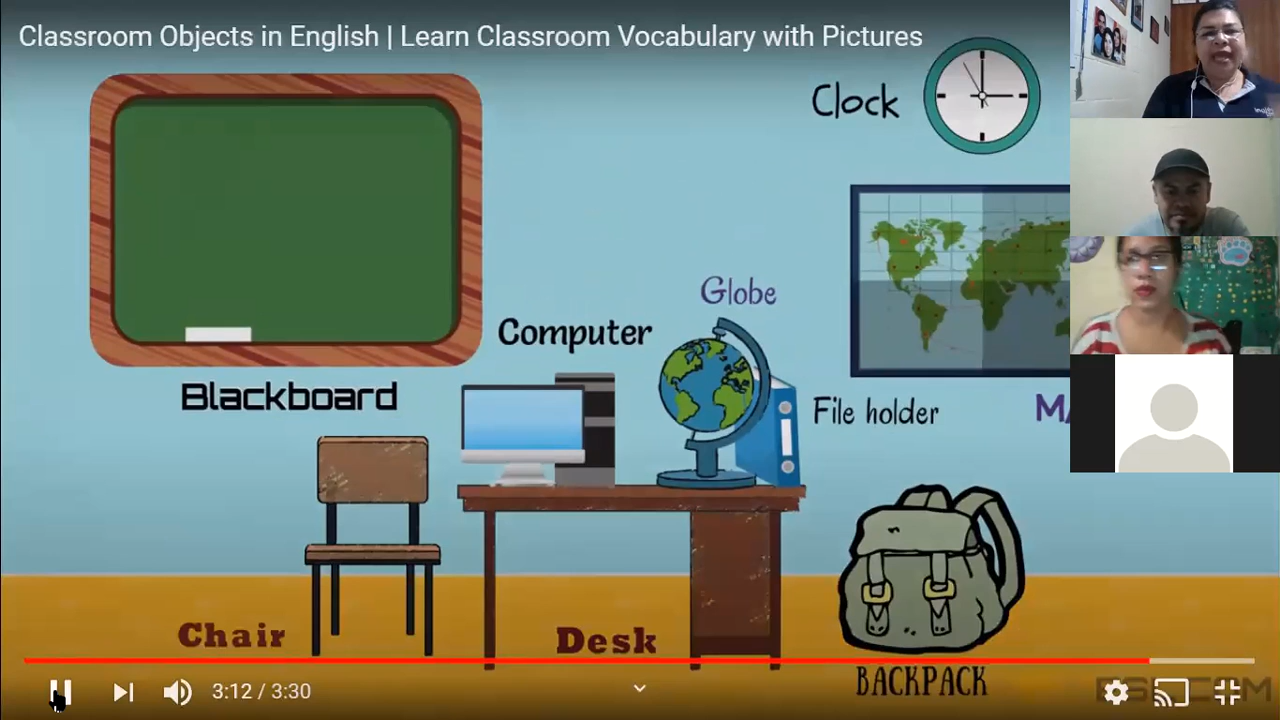 Classroom Objects in English | Learn Classroom Vocabulary with Pictures
Clock
Globe
Computer
Blackboard
File holder
Chair
Desk
BACKPACK
3:12 / 3:30